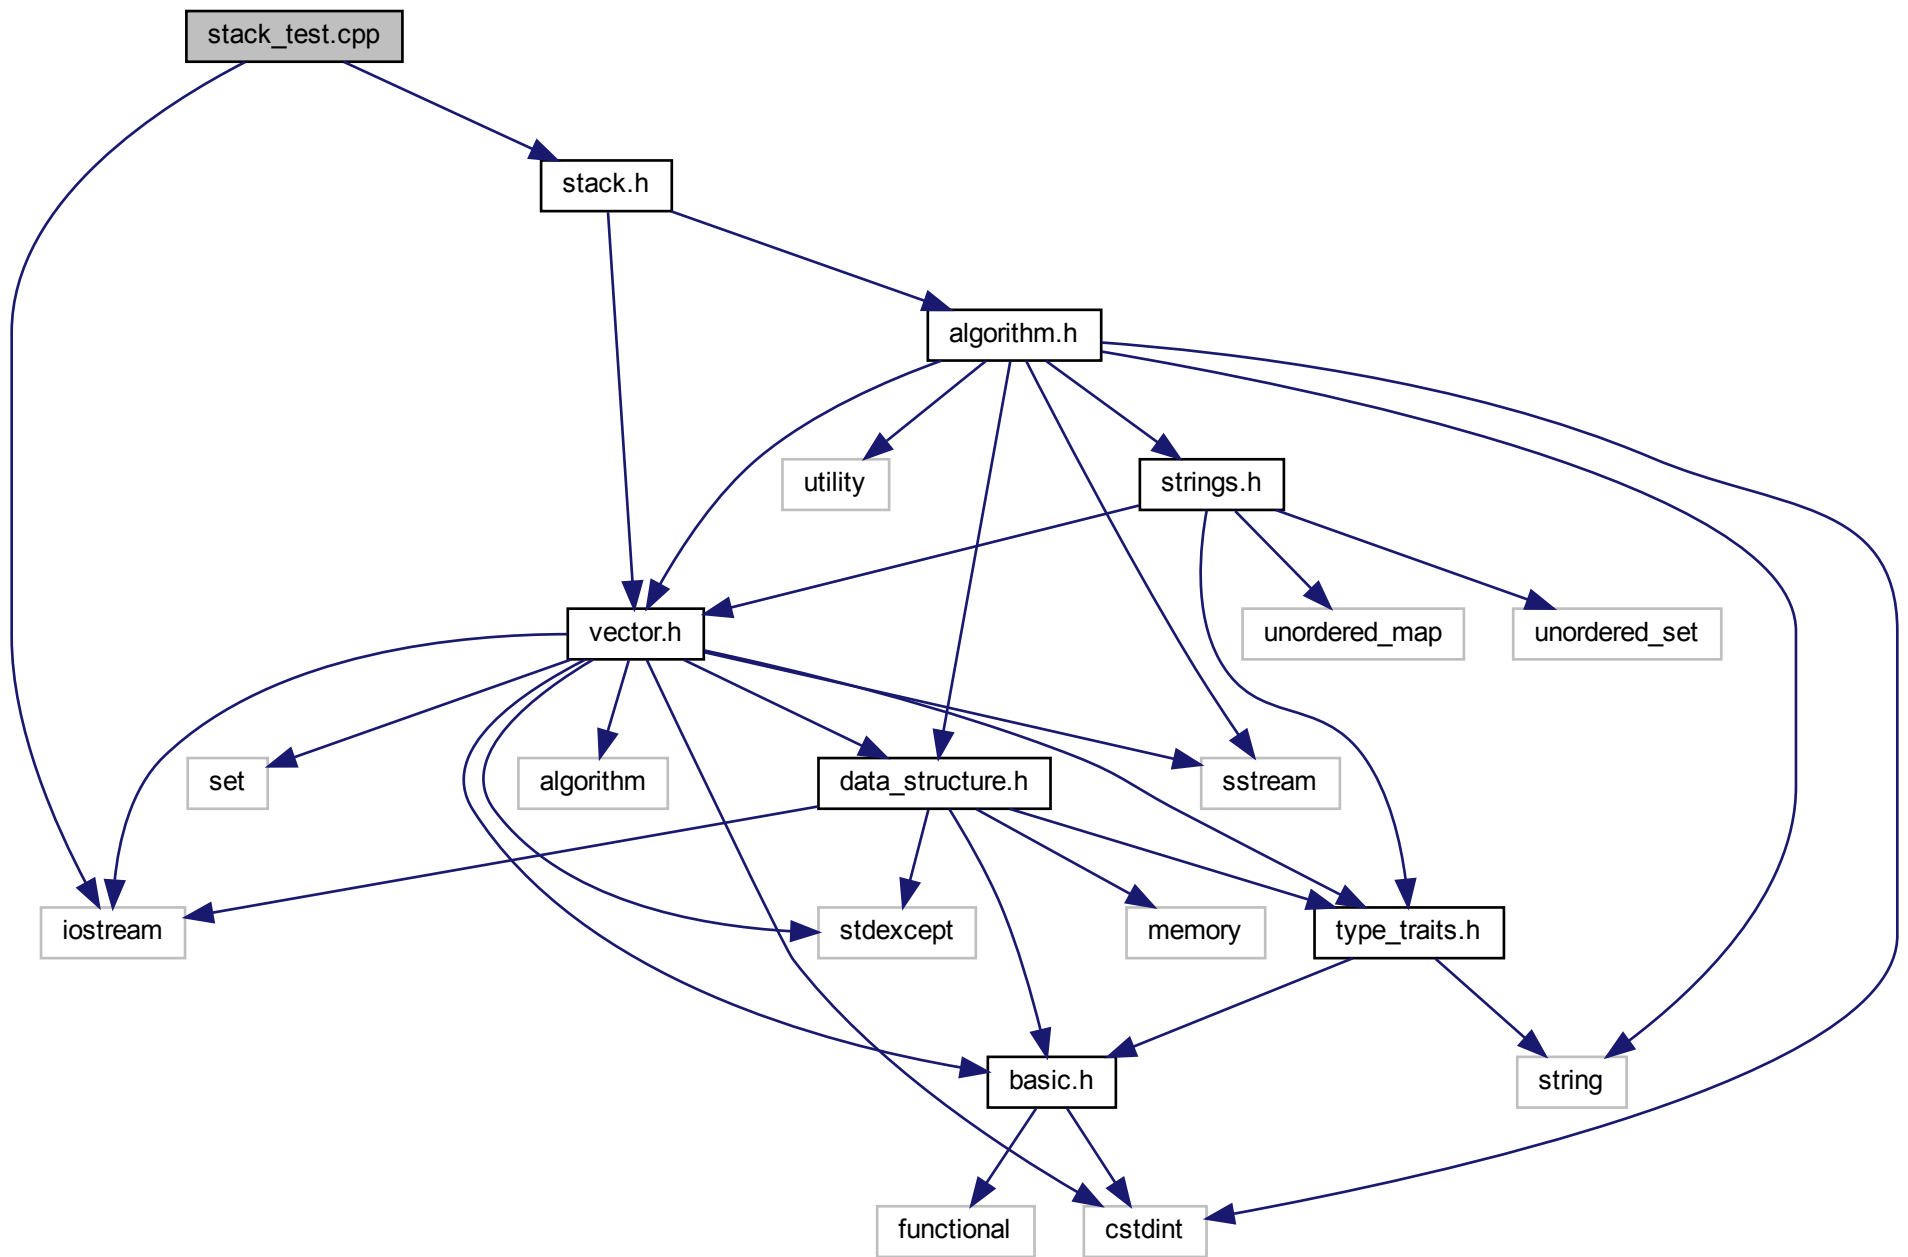 stack_test.cpp
stack.h
algorithm.h
utility
strings.h
vector.h
unordered_map
unordered_set
set
algorithm
data_structure.h
sstream
iostream
stdexcept
memory
type_traits.h
basic.h
string
functional
cstdint